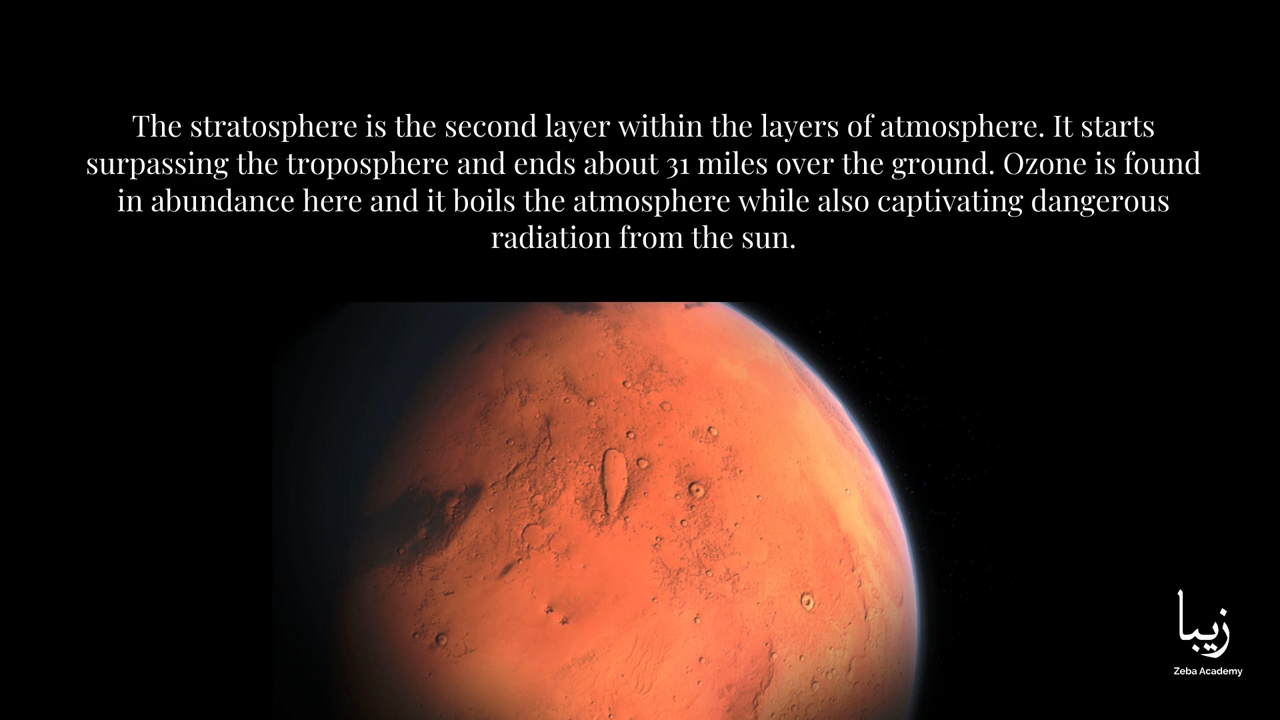 The stratosphere is the second layer within the layers of atmosphere. It starts
surpassing the troposphere and ends about 31 miles over the ground. Ozone is found
in abundance here and it boils the atmosphere while also captivating dangerous
radiation from the sun.
زیبا
Zeba Academy